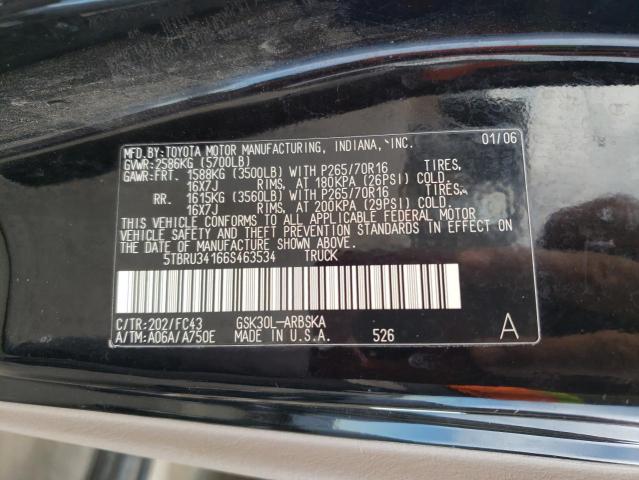 MFD.BY:TOYOTA MOTOR MANUFACTURING, INDIANA, INC. 01/06
GVWR:2586KG (5700LB)
GAWR:FRT. 1588KG (3500LB) WITH P265/70R16 TIRES,
16X7J RIMS, AT 180KPA (26PSI) COLD
RR. 1615KG (3560LB) WITH P265/70R16 TIRES,
16X7J RIMS, AT 200KPA (29PSI) COLD
THIS VEHICLE CONFORMS TO ALL APPLICABLE FEDERAL MOTOR
VEHICLE SAFETY AND THEFT PREVENTION STANDARDS IN EFFECT ON
THE DATE OF MANUFACTURE SHOWN ABOVE.
5TBRU34166S463534 TRUCK
C/TR:202/FC43 GSK30L-ARBSKA
A/TM:A06A/A750E MADE IN U.S.A. 526 A